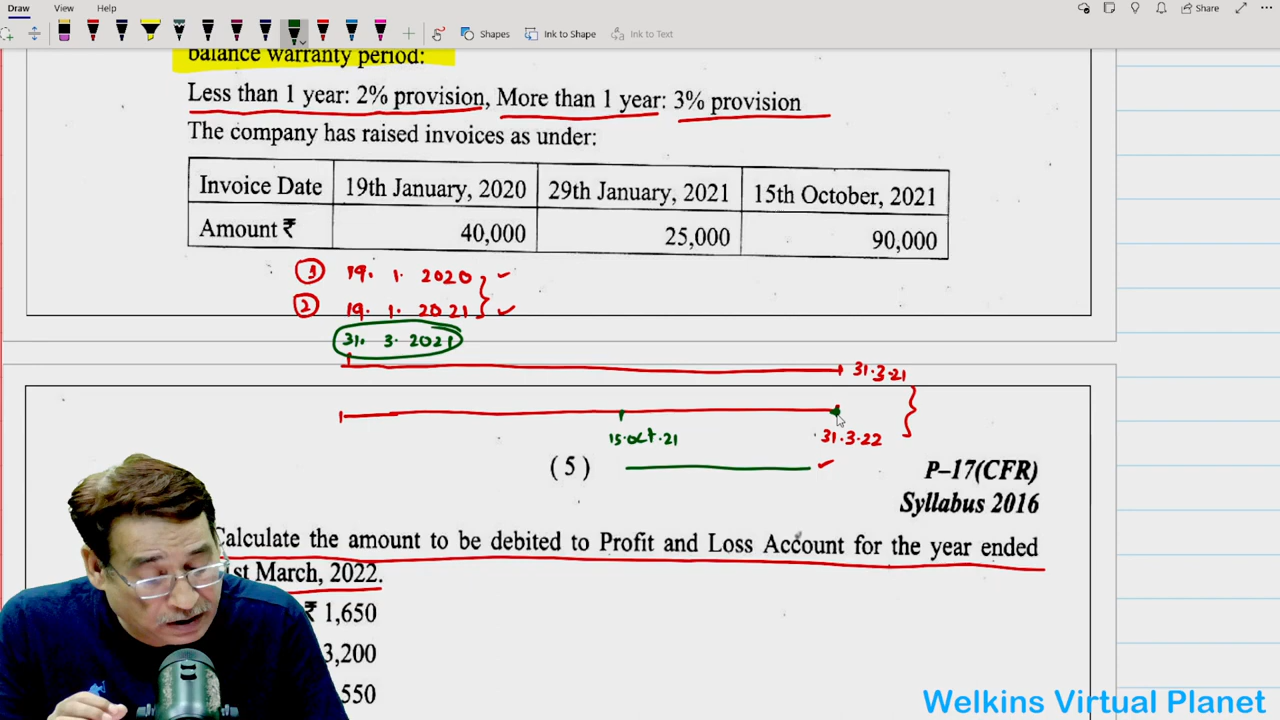 Draw View Help Share
Shapes Ink to Shape Ink to Text
balance warranty period:
Less than 1 year: 2% provision, More than 1 year: 3% provision
The company has raised invoices as under:
Invoice Date 19th January, 2020 29th January, 2021 15th October, 2021
Amount ₹ 40,000 25,000 90,000
① 19. 1. 2020
② 19. 1. 2021
31. 3. 2021
31.3.21
15.Oct.21 31.3.22
(5) P–17(CFR)
Syllabus 2016
Calculate the amount to be debited to Profit and Loss Account for the year ended
st March, 2022.
₹ 1,650
3,200
550
Welkins Virtual Planet